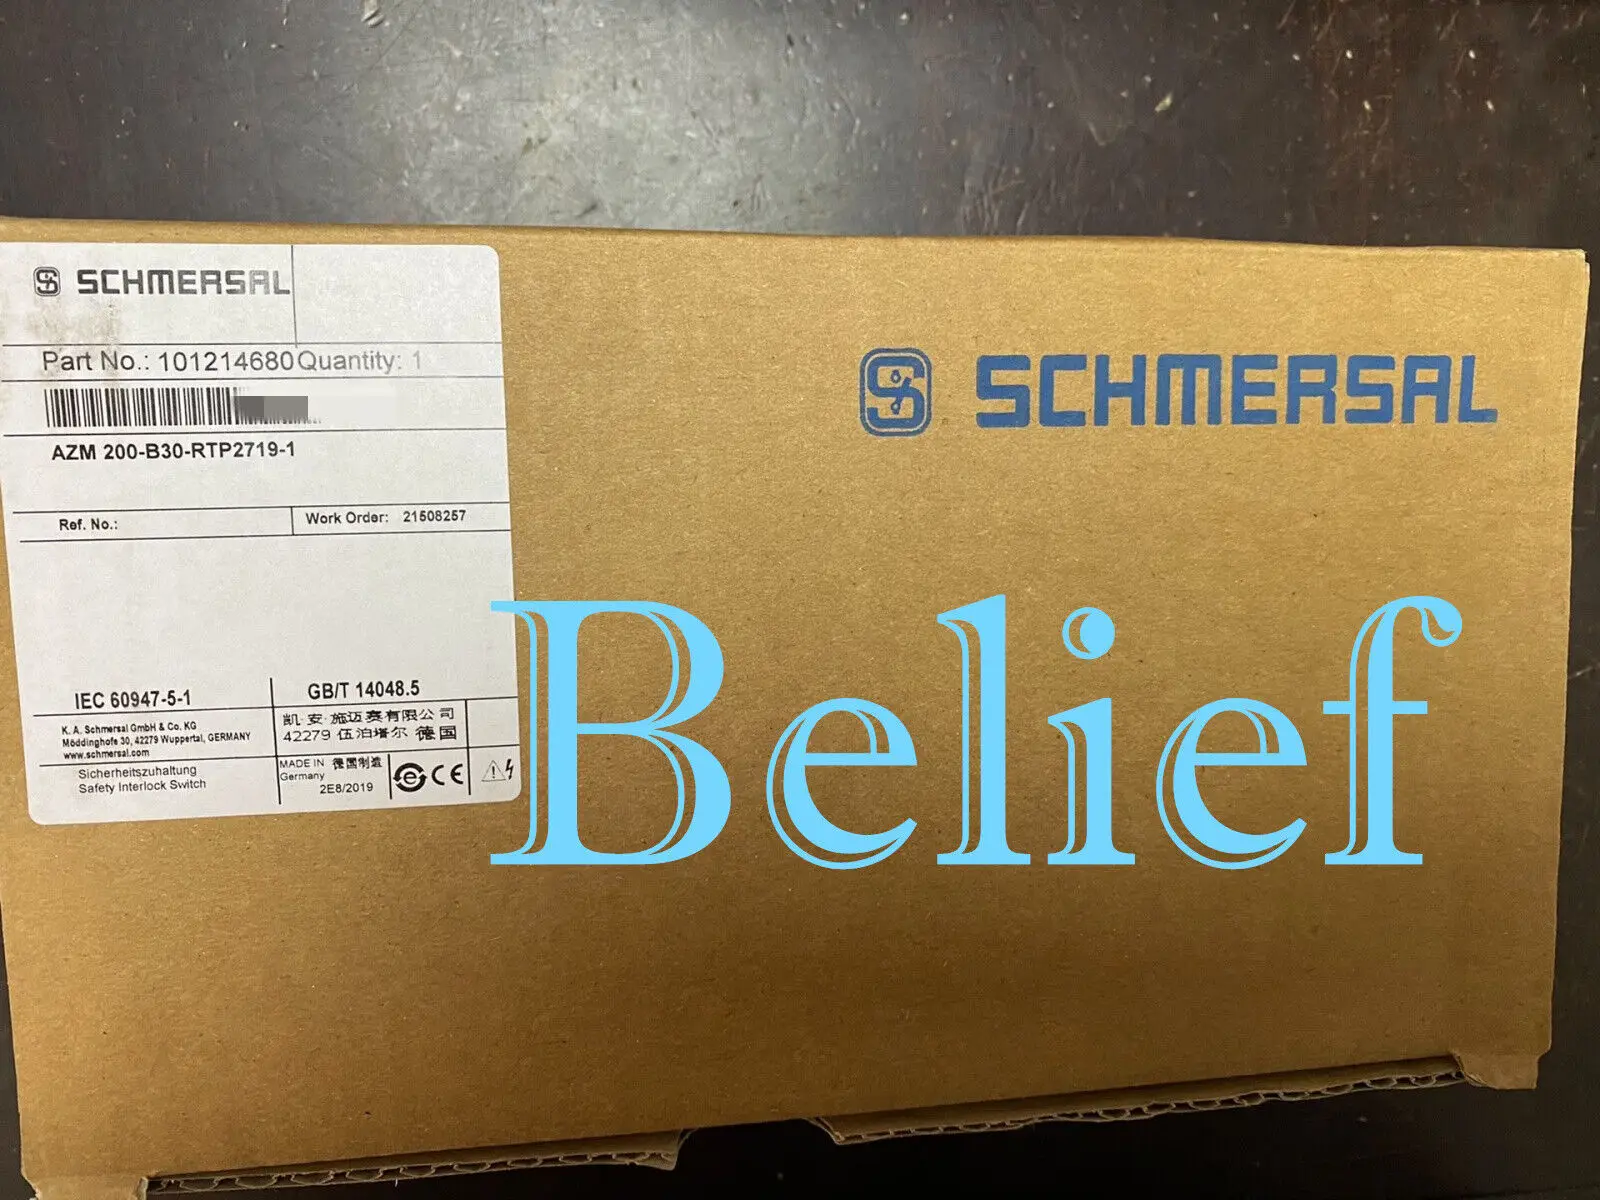 SCHMERSAL
Part No.: 101214680 Quantity: 1
AZM 200-B30-RTP2719-1
Ref. No.:
Work Order: 21508257
IEC 60947-5-1
GB/T 14048.5
K. A. Schmersal GmbH & Co. KG
Möddinghofe 30, 42279 Wuppertal, GERMANY
www.schmersal.com
凯·安·施迈赛有限公司
42279 伍泊塔尔 德国
Sicherheitszuhaltung
Safety Interlock Switch
MADE IN 德国制造
Germany
2E8/2019
CE
SCHMERSAL
Belief